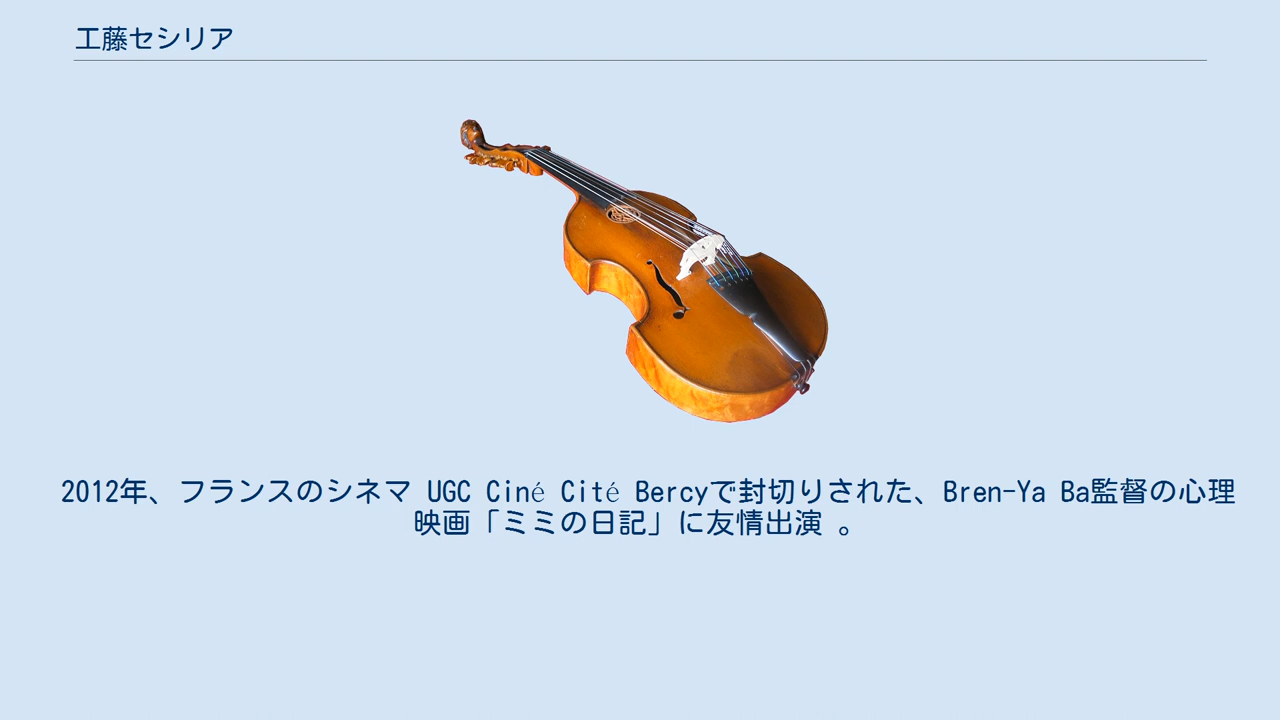 工藤セシリア
2012年、フランスのシネマ UGC Ciné Cité Bercyで封切りされた、Bren-Ya Ba監督の心理
映画「ミミの日記」に友情出演 。